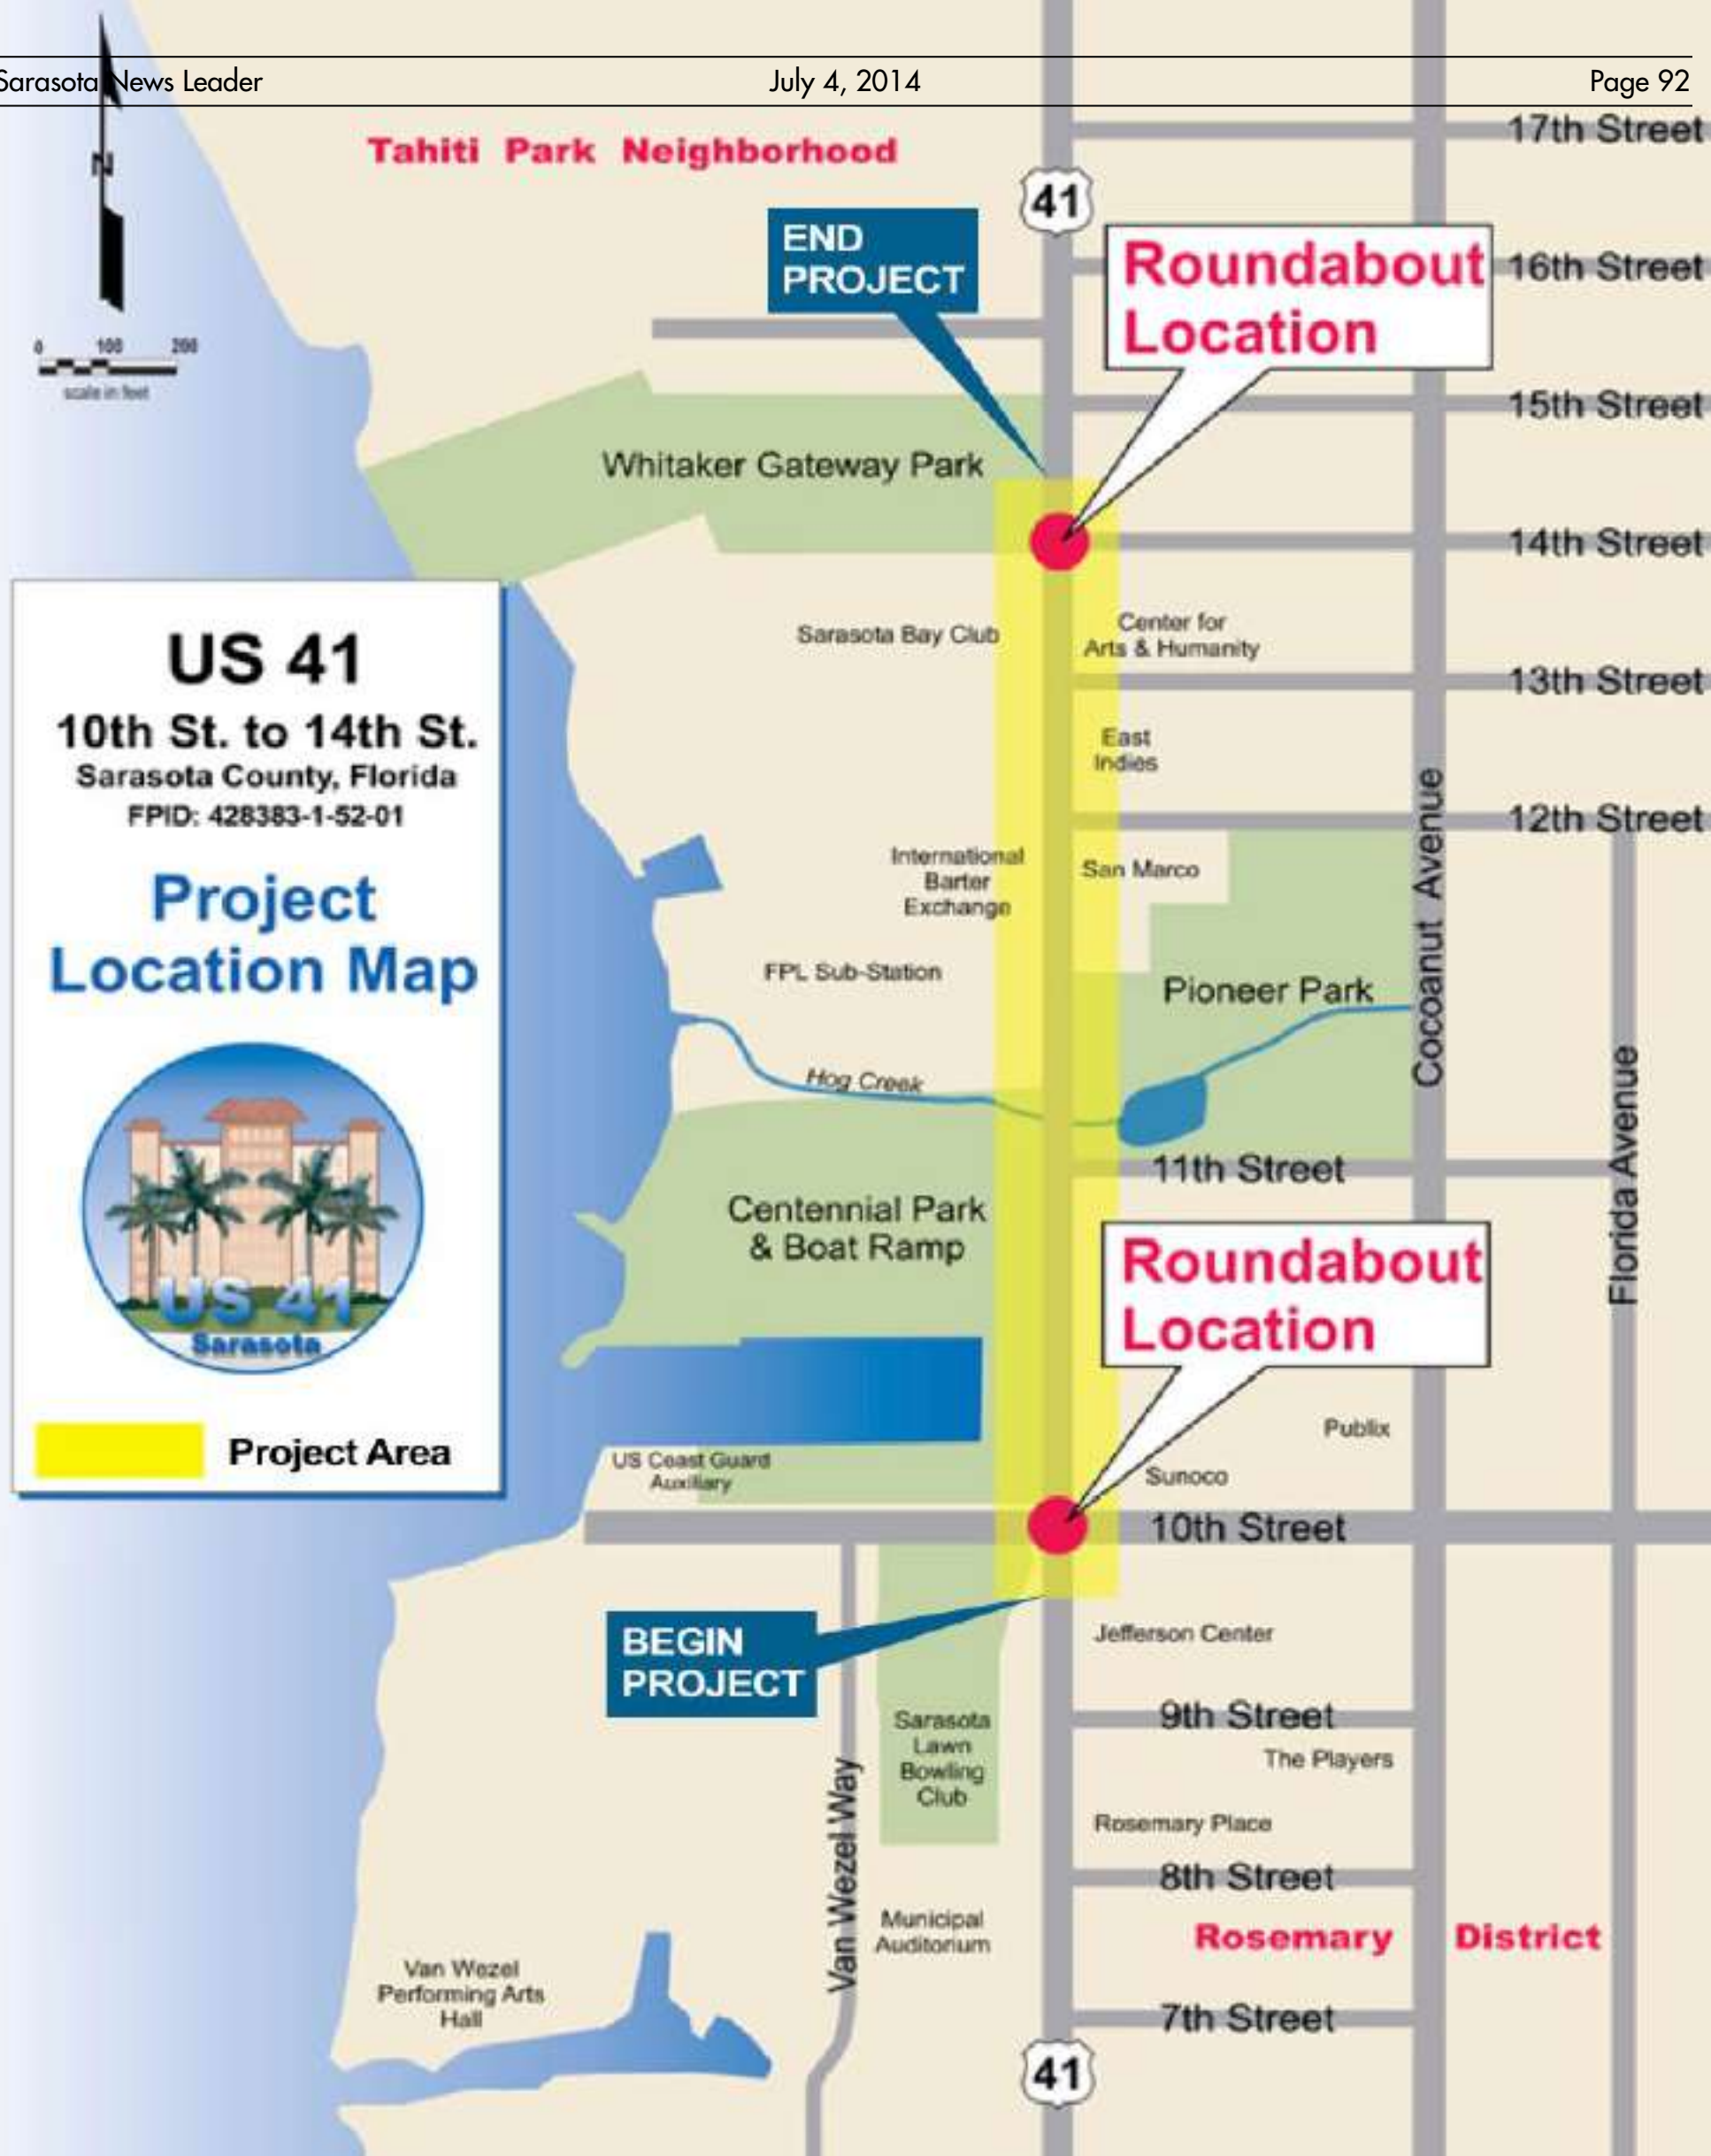 Sarasota News Leader
July 4, 2014
Page 92
N
0 100 200
scale in feet
Tahiti Park Neighborhood
41
17th Street
END
PROJECT
Roundabout
Location
16th Street
15th Street
Whitaker Gateway Park
14th Street
US 41
10th St. to 14th St.
Sarasota County, Florida
FPID: 428383-1-52-01
Project
Location Map
US 41
Sarasota
Project Area
Sarasota Bay Club
Center for
Arts & Humanity
13th Street
East
Indies
12th Street
International
Barter
Exchange
San Marco
Cocoanut Avenue
FPL Sub-Station
Pioneer Park
Hog Creek
Florida Avenue
11th Street
Centennial Park
& Boat Ramp
Roundabout
Location
Publix
US Coast Guard
Auxiliary
Sunoco
10th Street
BEGIN
PROJECT
Jefferson Center
Sarasota
Lawn
Bowling
Club
9th Street
The Players
Van Wezel Way
Rosemary Place
8th Street
Municipal
Auditorium
Rosemary District
Van Wezel
Performing Arts
Hall
7th Street
41